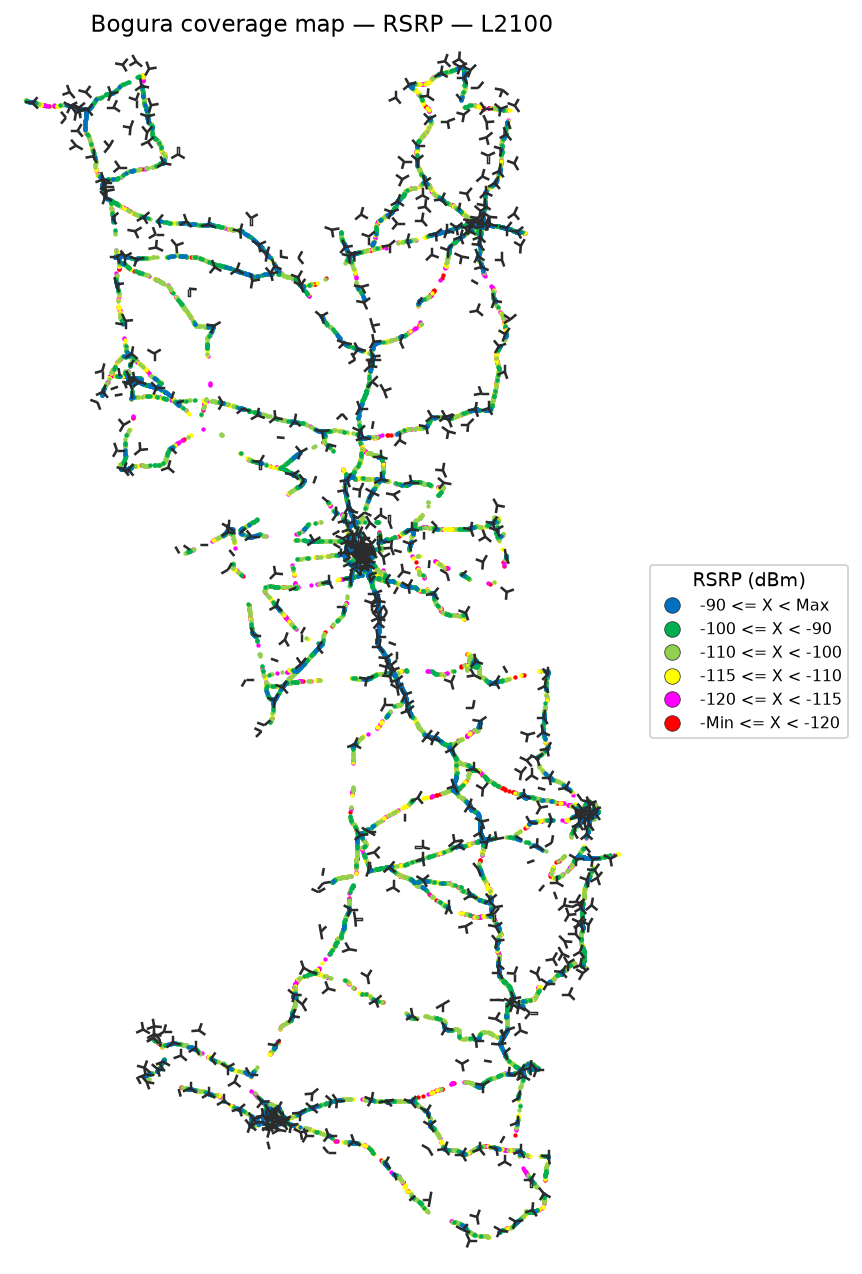 Bogura coverage map — RSRP — L2100
RSRP (dBm)
-90 <= X < Max
-100 <= X < -90
-110 <= X < -100
-115 <= X < -110
-120 <= X < -115
-Min <= X < -120